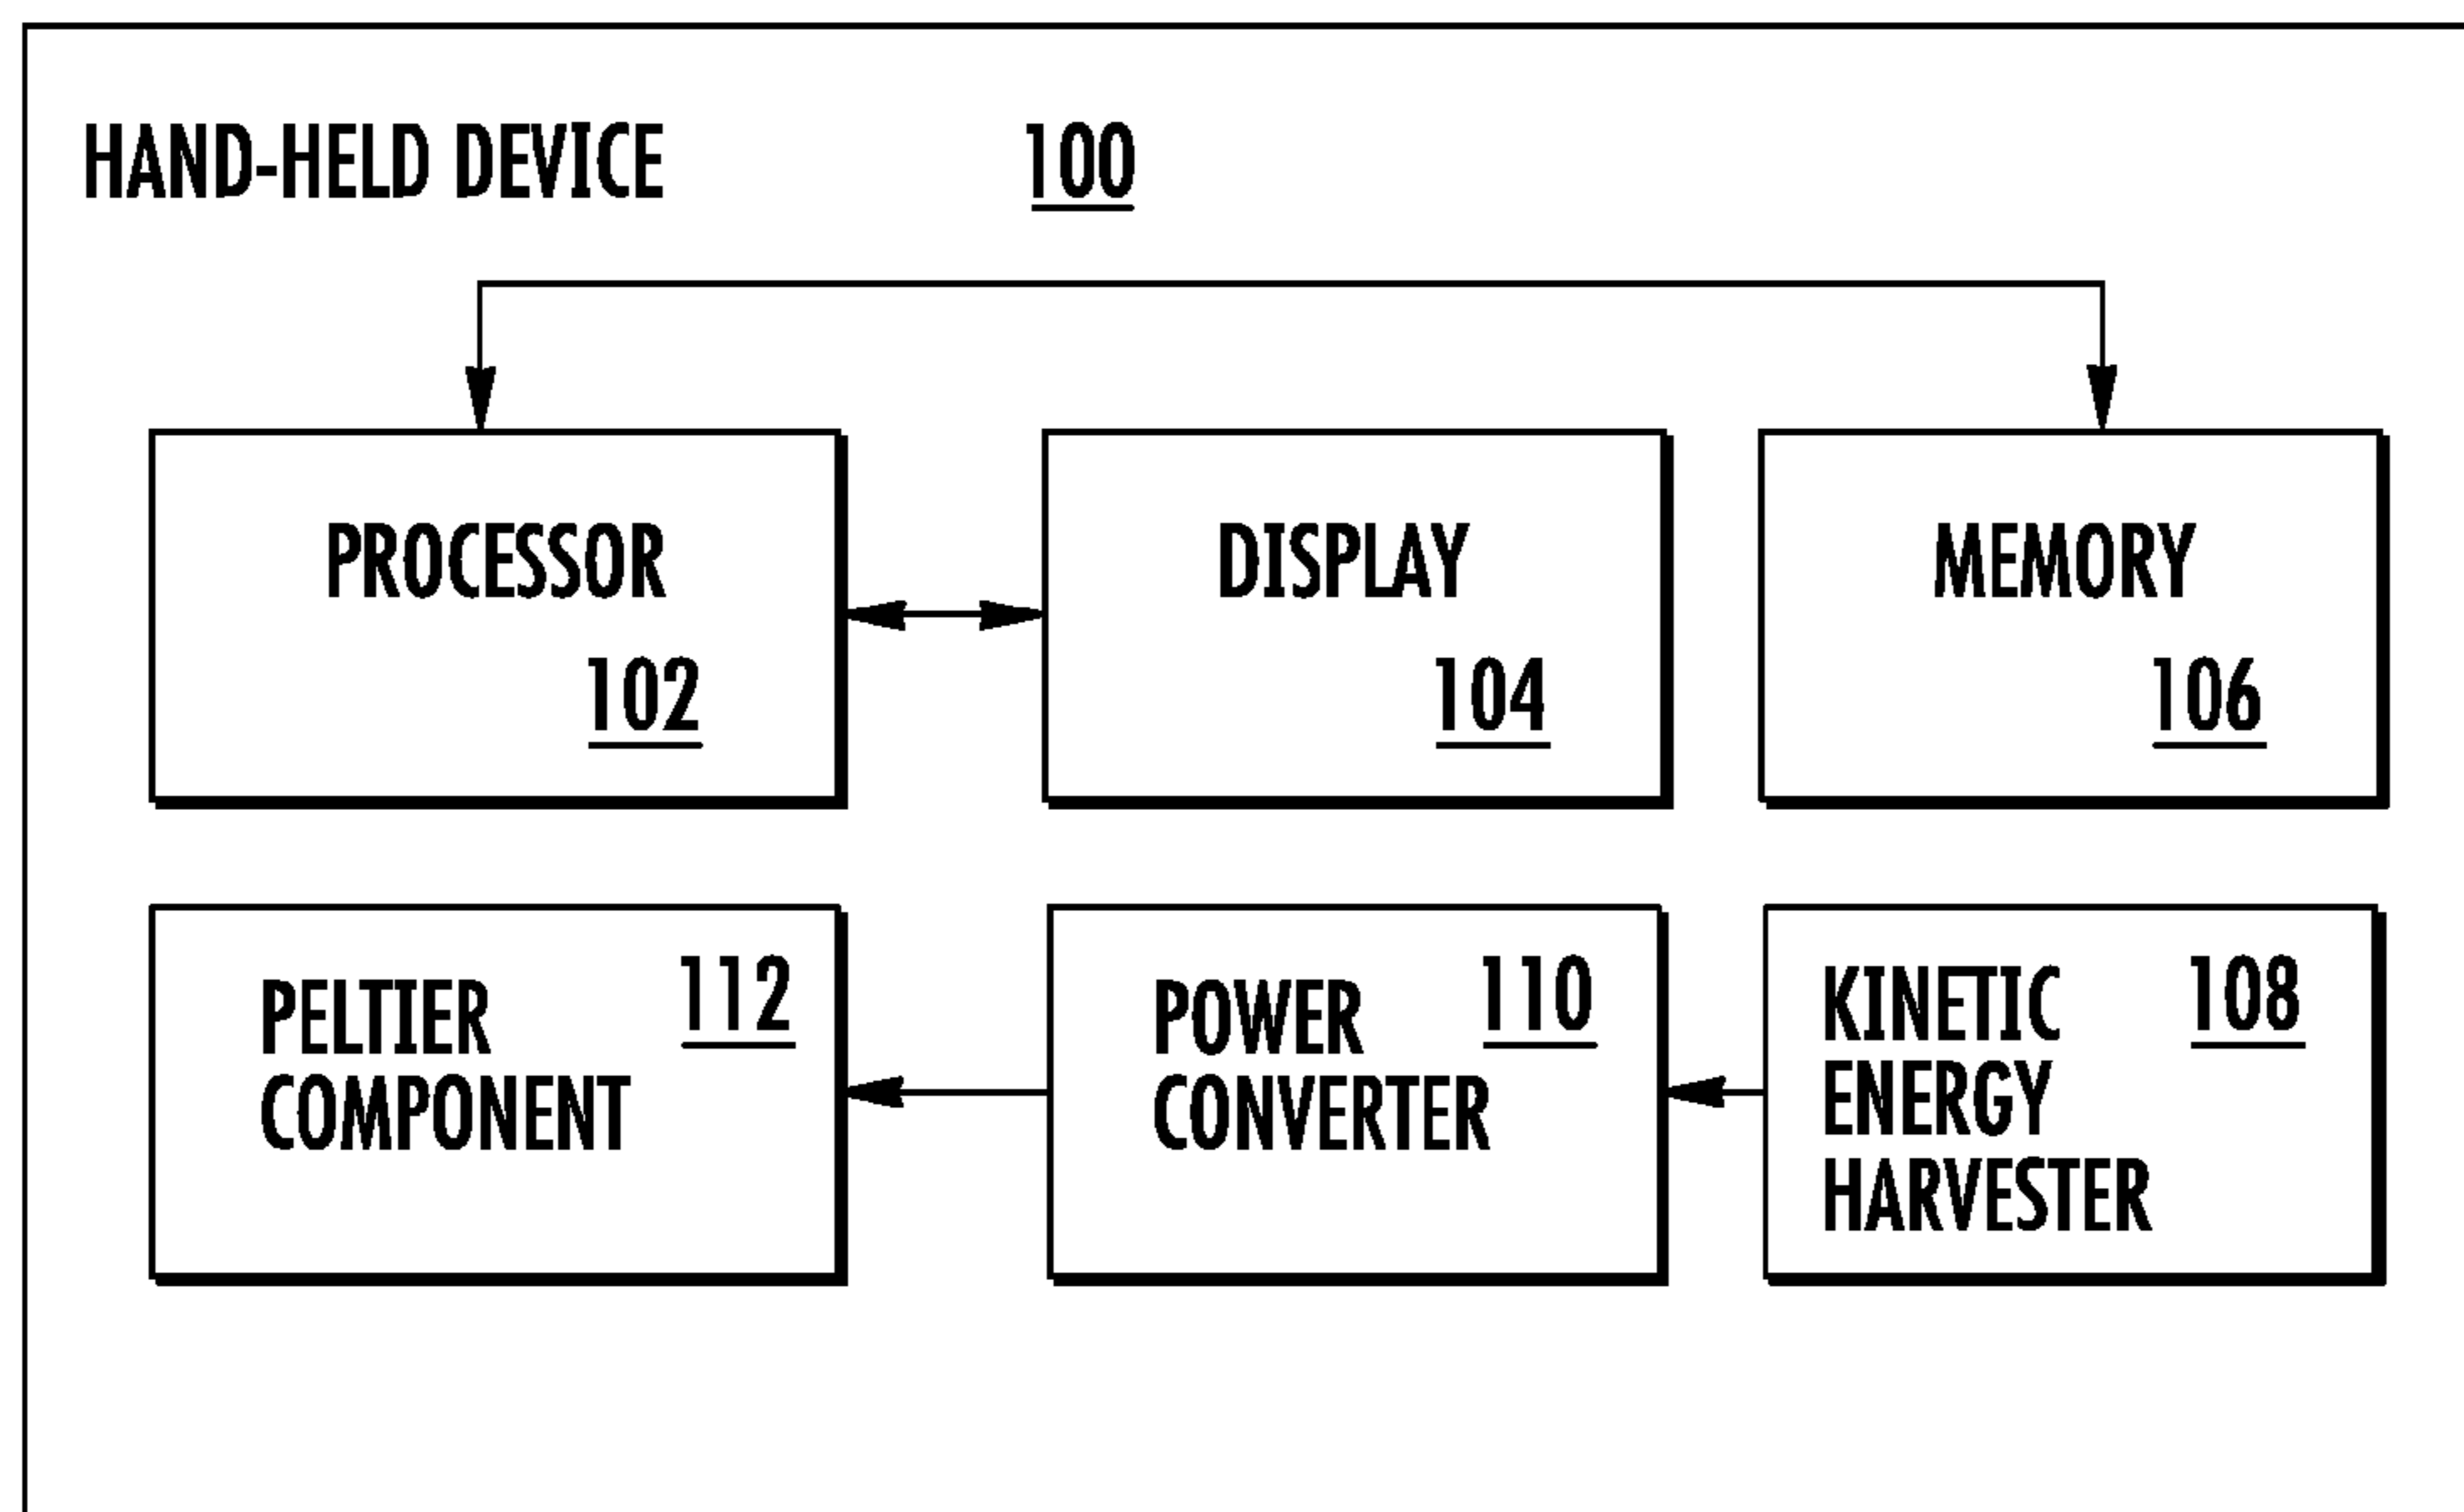 HAND-HELD DEVICE 100
PROCESSOR
102
DISPLAY
104
MEMORY
106
PELTIER 112
COMPONENT
POWER 110
CONVERTER
KINETIC 108
ENERGY
HARVESTER